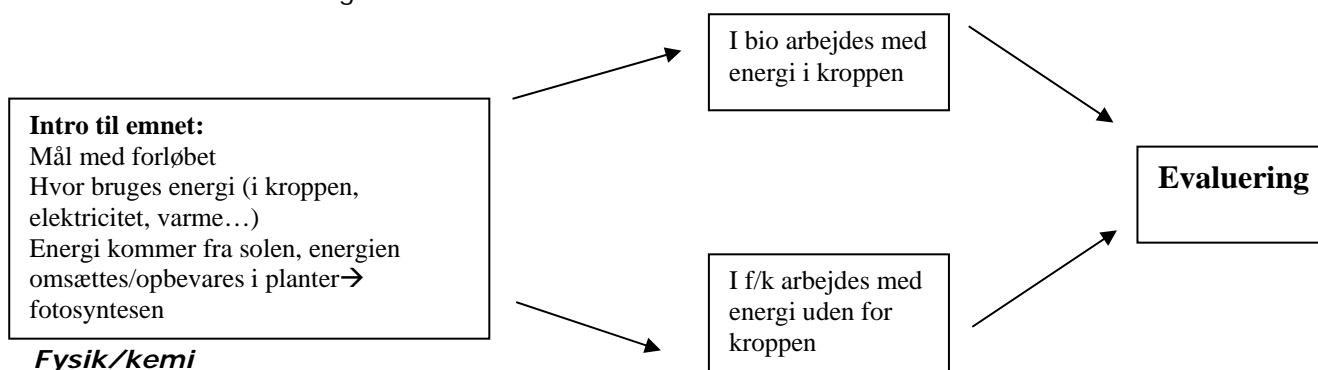 I bio arbejdes med
energi i kroppen
Intro til emnet:
Mål med forløbet
Hvor bruges energi (i kroppen,
elektricitet, varme…)
Energi kommer fra solen, energien
omsættes/opbevares i planter→
fotosyntesen
Evaluering
I f/k arbejdes med
energi uden for
kroppen
Fysik/kemi